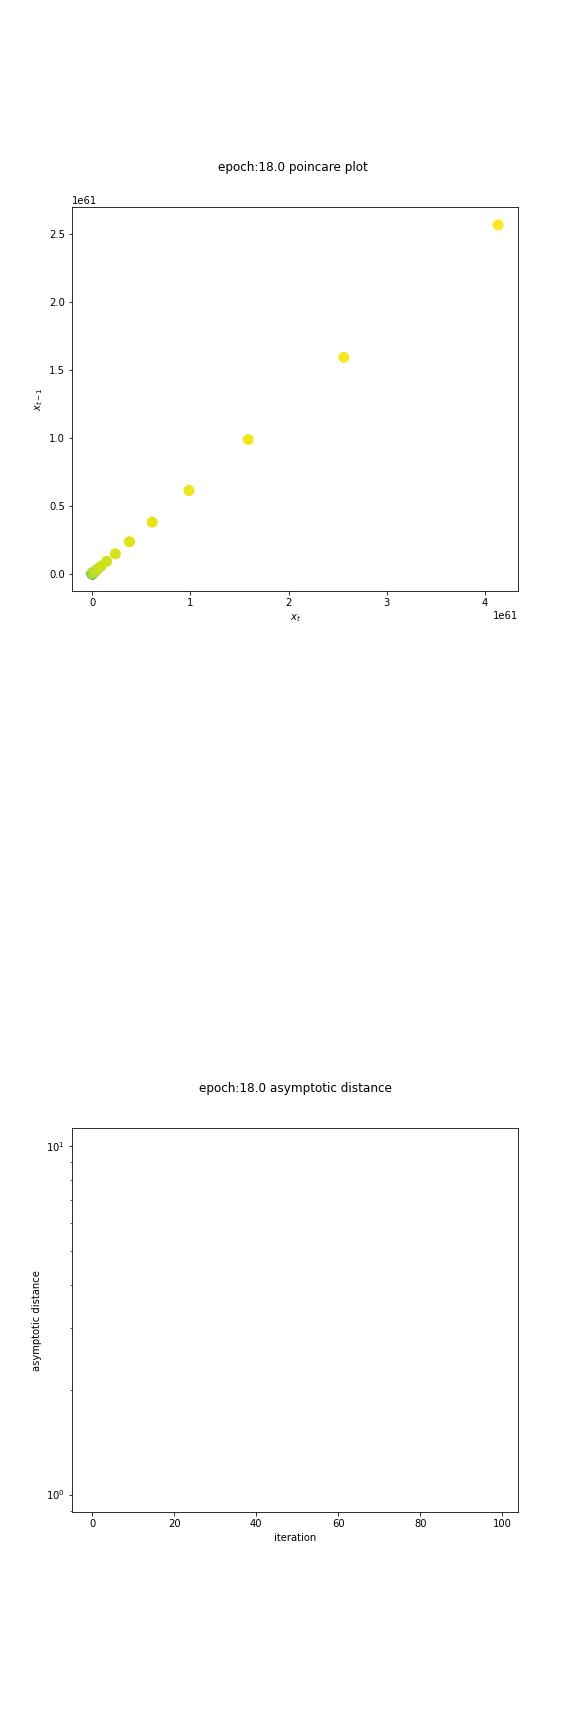 epoch:18.0 poincare plot
1e61
2.5
2.0
1.5
1.0
0.5
0.0
xₜ₋₁
0 1 2 3 4
xₜ
1e61
epoch:18.0 asymptotic distance
10¹
10⁰
asymptotic distance
0 20 40 60 80 100
iteration